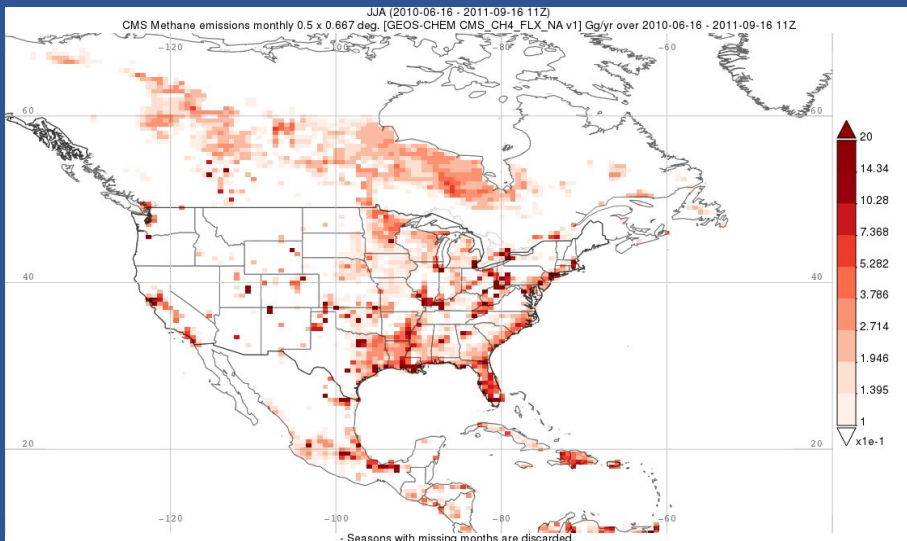 JJA (2010-06-16 - 2011-09-16 11Z)
CMS Methane emissions monthly 0.5 x 0.667 deg. [GEOS-CHEM CMS_CH4_FLX_NA v1] Gg/yr over 2010-06-16 - 2011-09-16 11Z
-120 -100 -80 -60
60 60
40 40
20 20
-120 -100 -80 -60
20
14.34
10.28
7.368
5.282
3.786
2.714
1.946
1.395
1
x1e-1
- Seasons with missing months are discarded